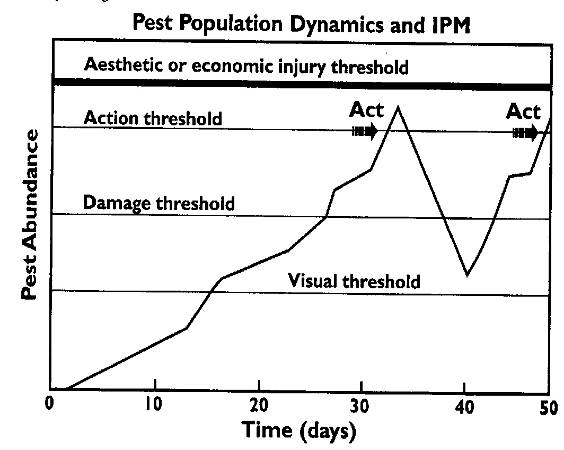 Pest Population Dynamics and IPM
Aesthetic or economic injury threshold
Action threshold
Act
Act
Damage threshold
Visual threshold
Pest Abundance
0 10 20 30 40 50
Time (days)